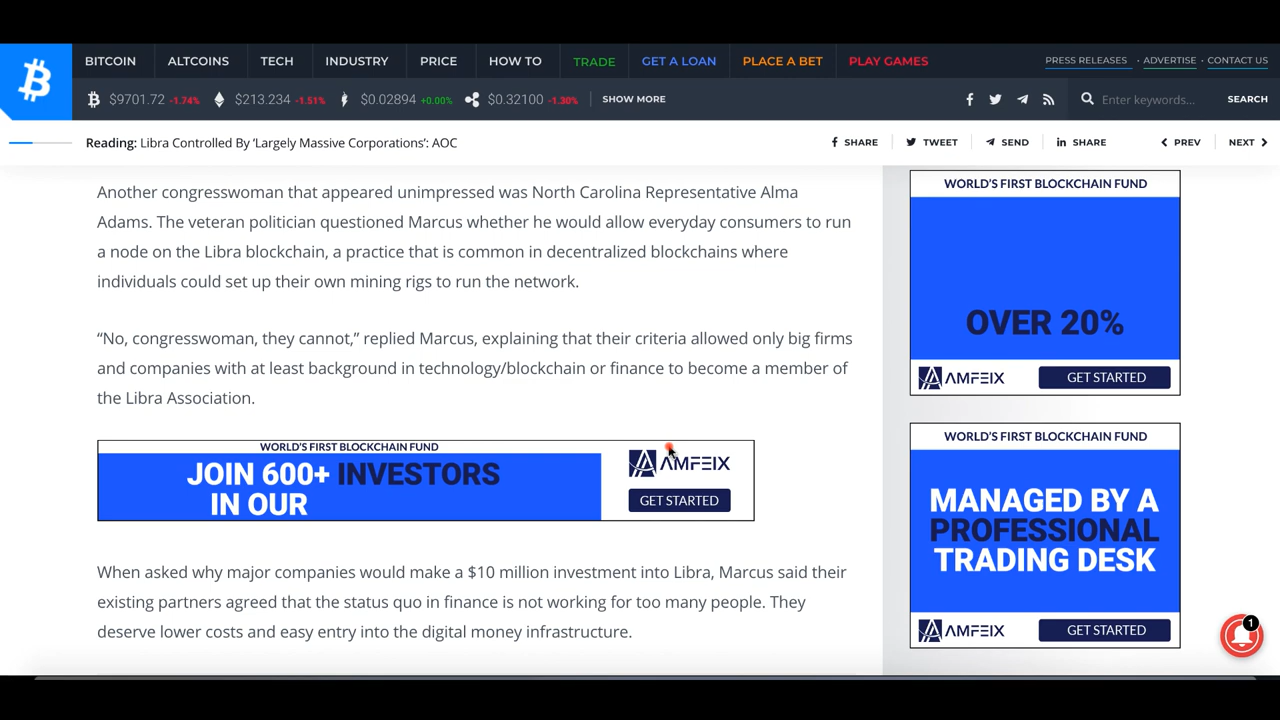 BITCOIN ALTCOINS TECH INDUSTRY PRICE HOW TO TRADE GET A LOAN PLACE A BET PLAY GAMES PRESS RELEASES · ADVERTISE · CONTACT US
$9701.72 -1.74% $213.234 -1.51% $0.02894 +0.00% $0.32100 -1.30% SHOW MORE Enter keywords... SEARCH
Reading: Libra Controlled By ‘Largely Massive Corporations’: AOC SHARE TWEET SEND SHARE PREV NEXT
Another congresswoman that appeared unimpressed was North Carolina Representative Alma
Adams. The veteran politician questioned Marcus whether he would allow everyday consumers to run
a node on the Libra blockchain, a practice that is common in decentralized blockchains where
individuals could set up their own mining rigs to run the network.
“No, congresswoman, they cannot,” replied Marcus, explaining that their criteria allowed only big firms
and companies with at least background in technology/blockchain or finance to become a member of
the Libra Association.
WORLD'S FIRST BLOCKCHAIN FUND
JOIN 600+ INVESTORS
IN OUR
AMFEIX
GET STARTED
When asked why major companies would make a $10 million investment into Libra, Marcus said their
existing partners agreed that the status quo in finance is not working for too many people. They
deserve lower costs and easy entry into the digital money infrastructure.
WORLD'S FIRST BLOCKCHAIN FUND
OVER 20%
AMFEIX GET STARTED
WORLD'S FIRST BLOCKCHAIN FUND
MANAGED BY A
PROFESSIONAL
TRADING DESK
AMFEIX GET STARTED
1